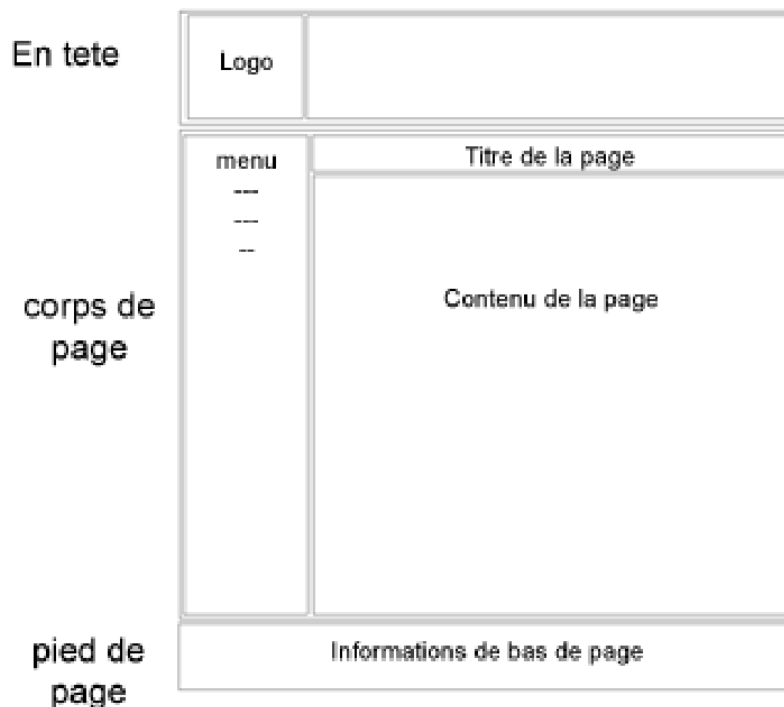 En tete
Logo
menu
---
---
--
Titre de la page
Contenu de la page
corps de
page
pied de
page
Informations de bas de page